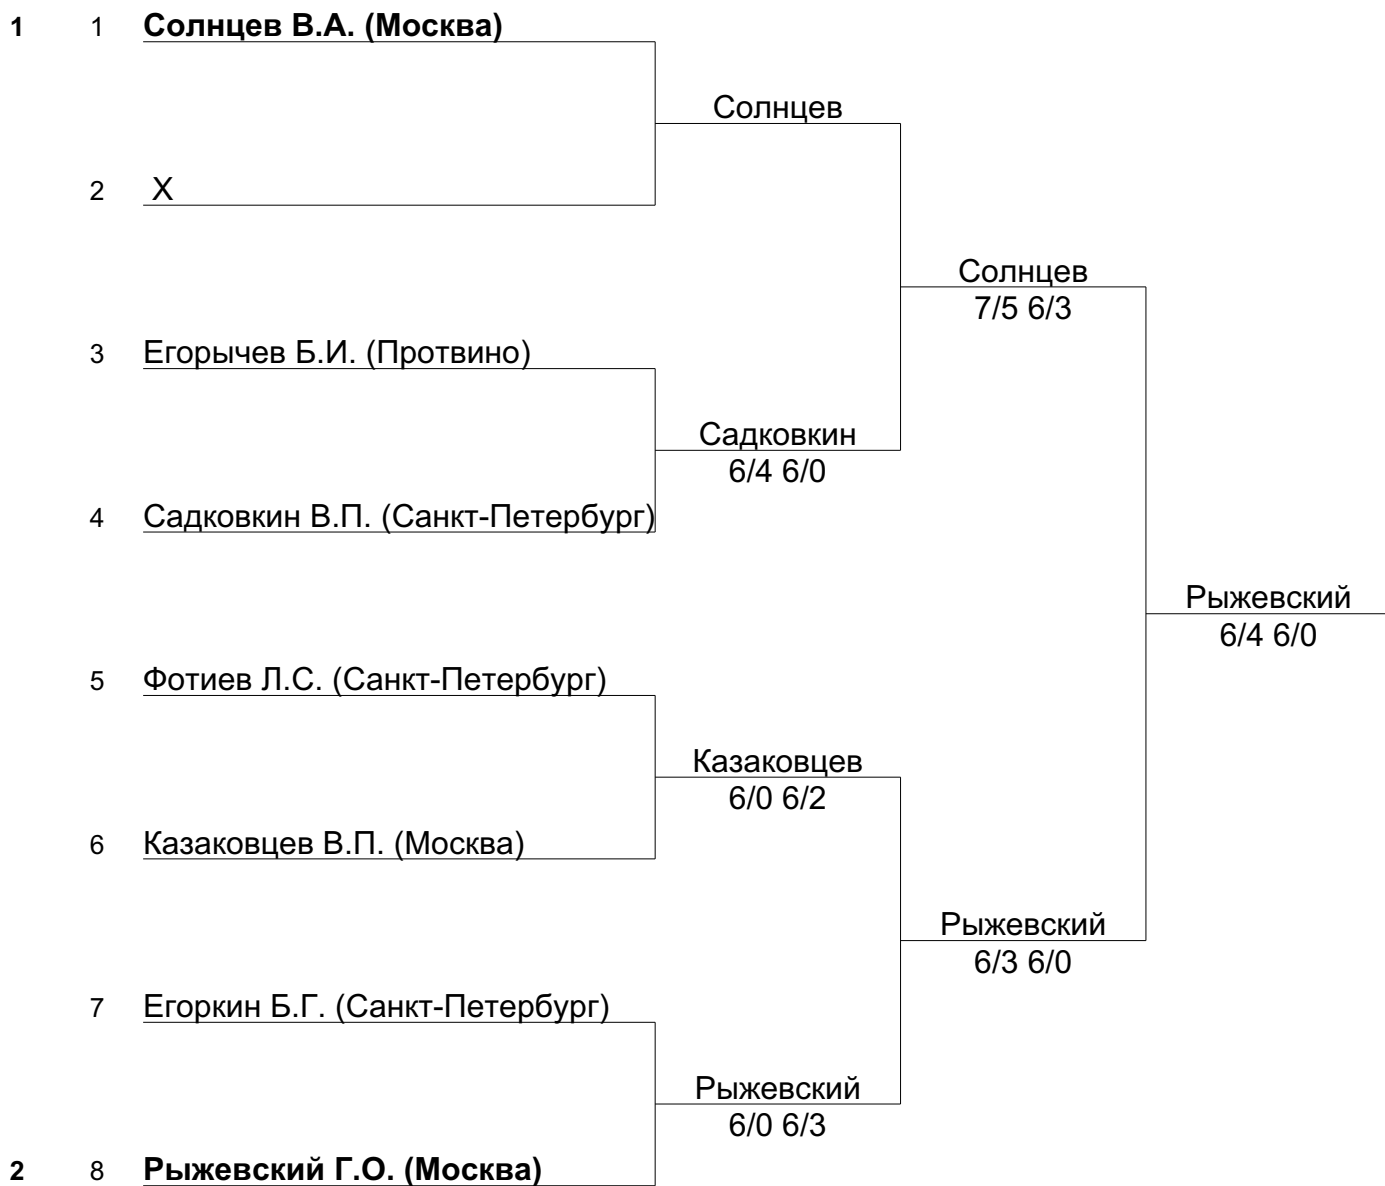 1 1 Солнцев В.А. (Москва)
Солнцев
2 X
Солнцев
7/5 6/3
3 Егорычев Б.И. (Протвино)
Садковкин
6/4 6/0
4 Садковкин В.П. (Санкт-Петербург)
Рыжевский
6/4 6/0
5 Фотиев Л.С. (Санкт-Петербург)
Казаковцев
6/0 6/2
6 Казаковцев В.П. (Москва)
Рыжевский
6/3 6/0
7 Егоркин Б.Г. (Санкт-Петербург)
Рыжевский
6/0 6/3
2 8 Рыжевский Г.О. (Москва)